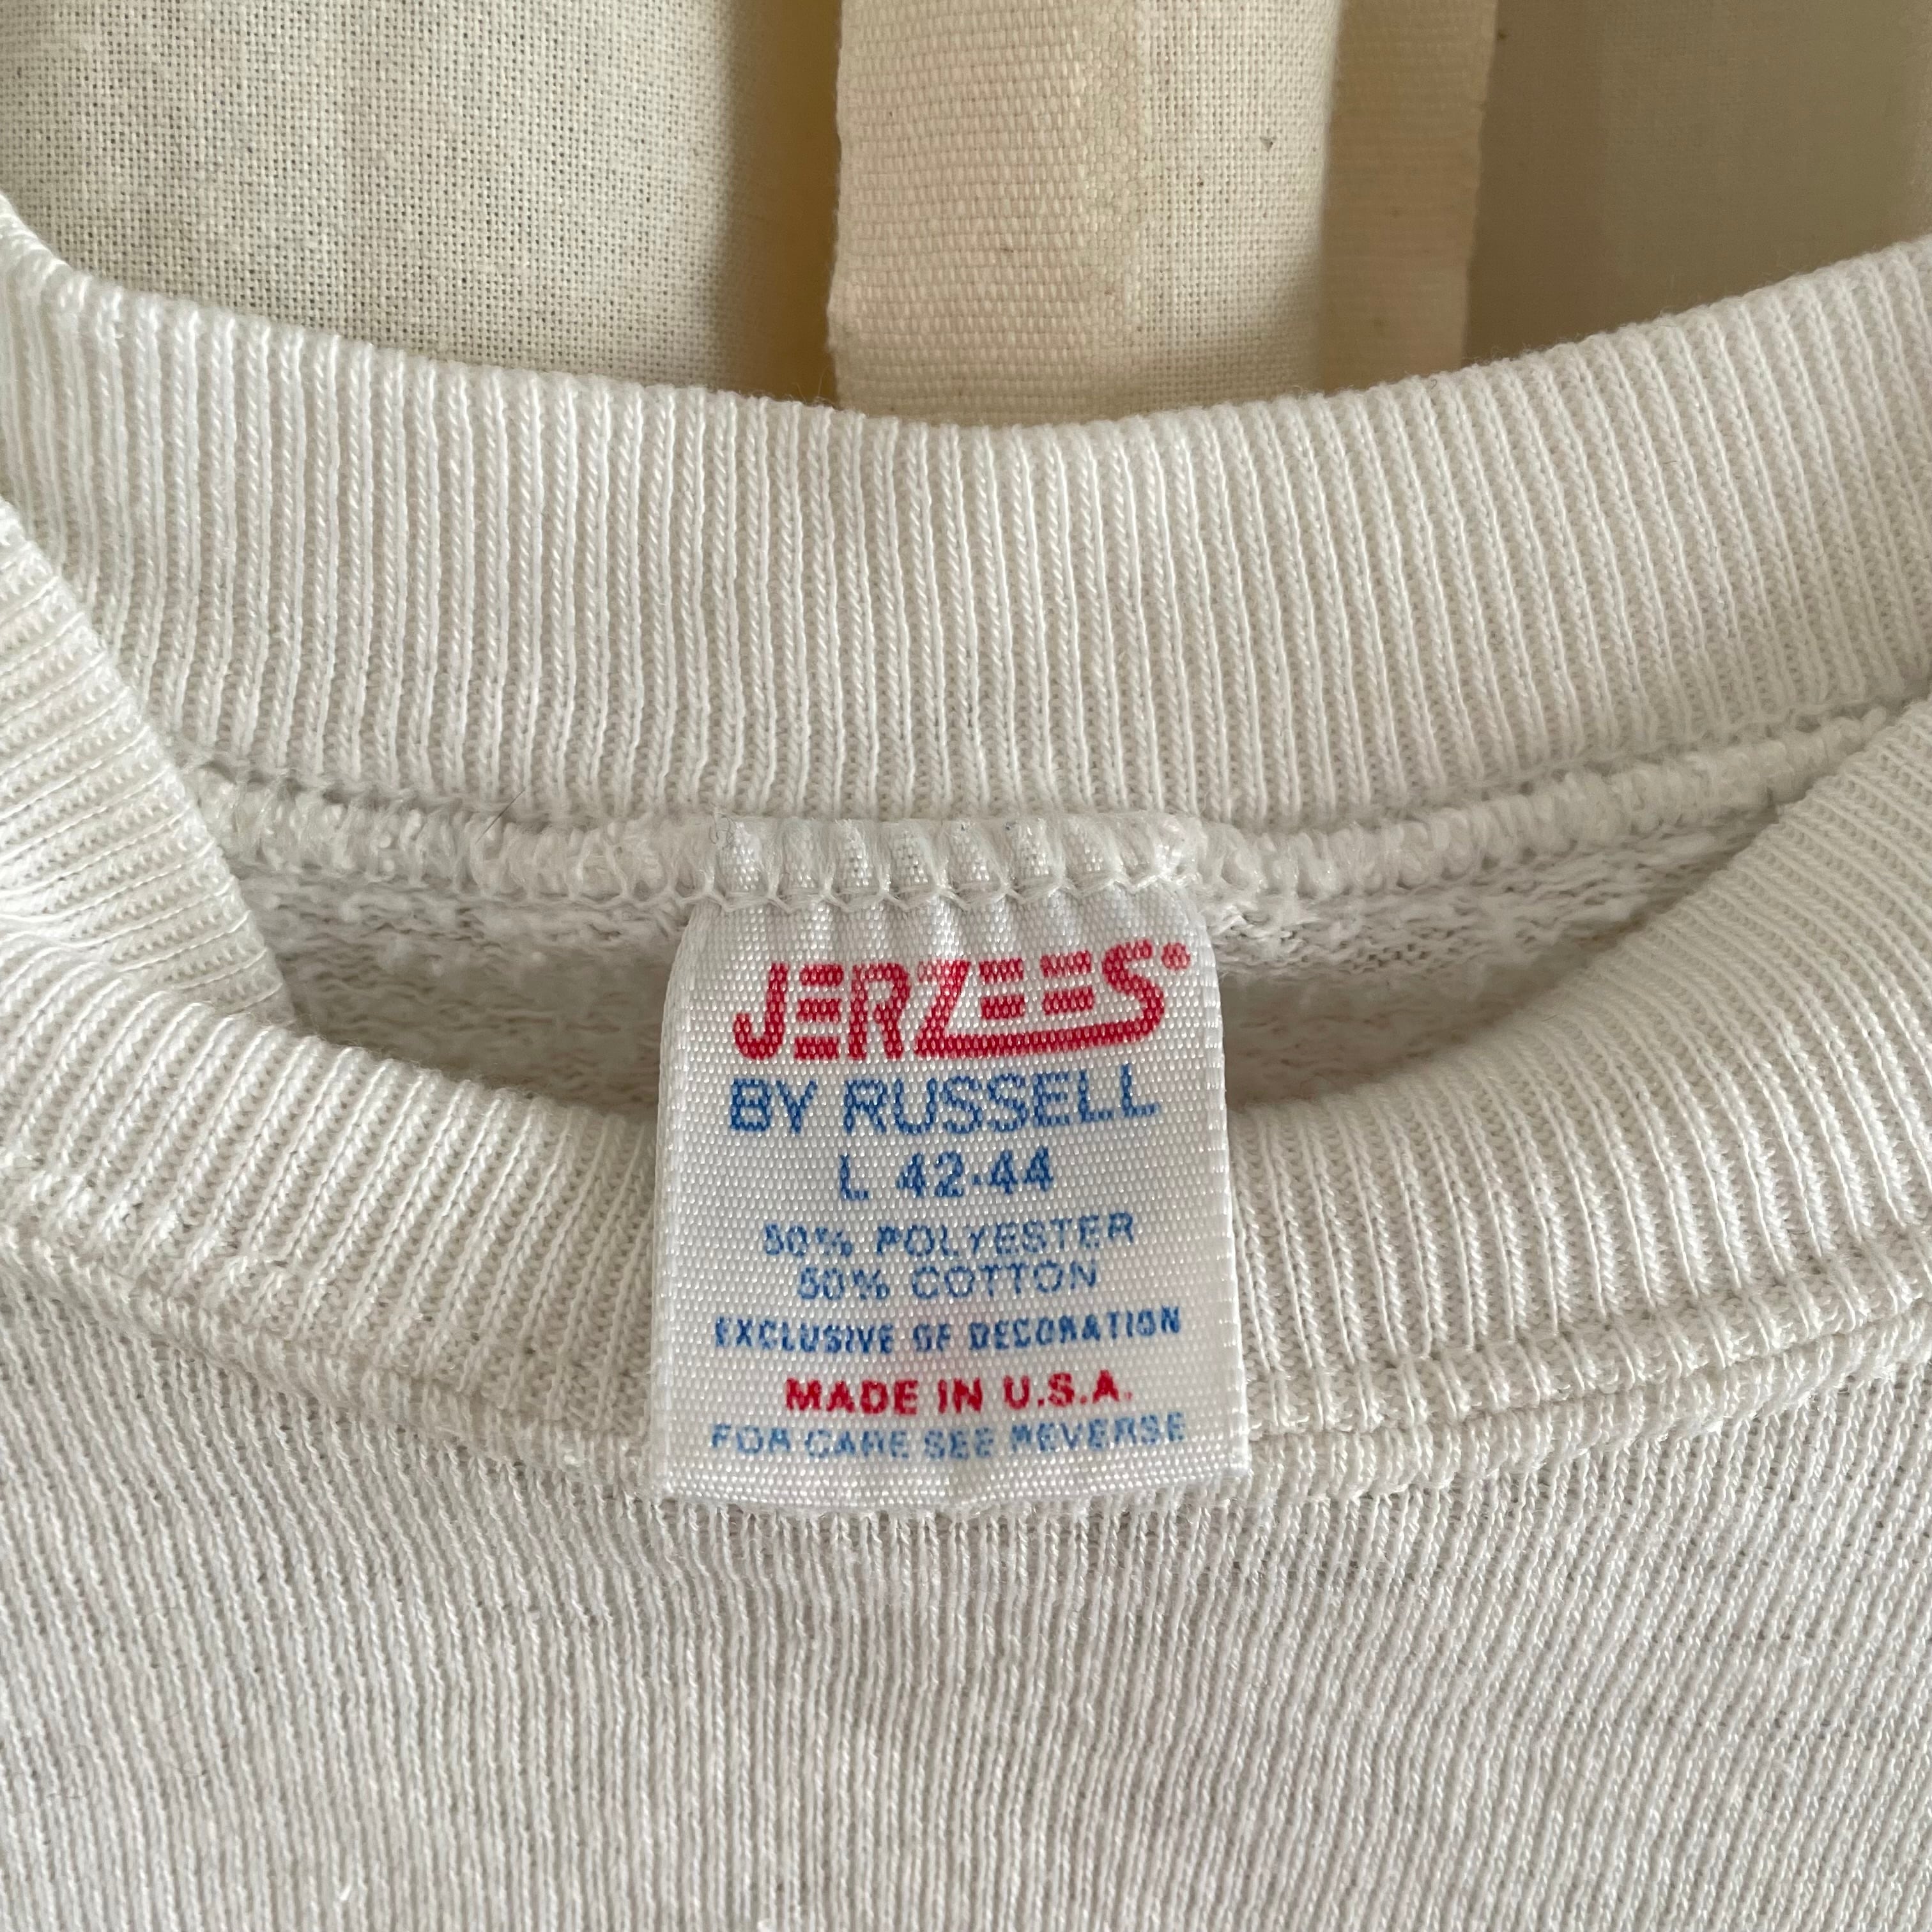 JERZEES®
BY RUSSELL
L 42-44
50% POLYESTER
50% COTTON
EXCLUSIVE OF DECORATION
MADE IN U.S.A.
FOR CARE SEE REVERSE